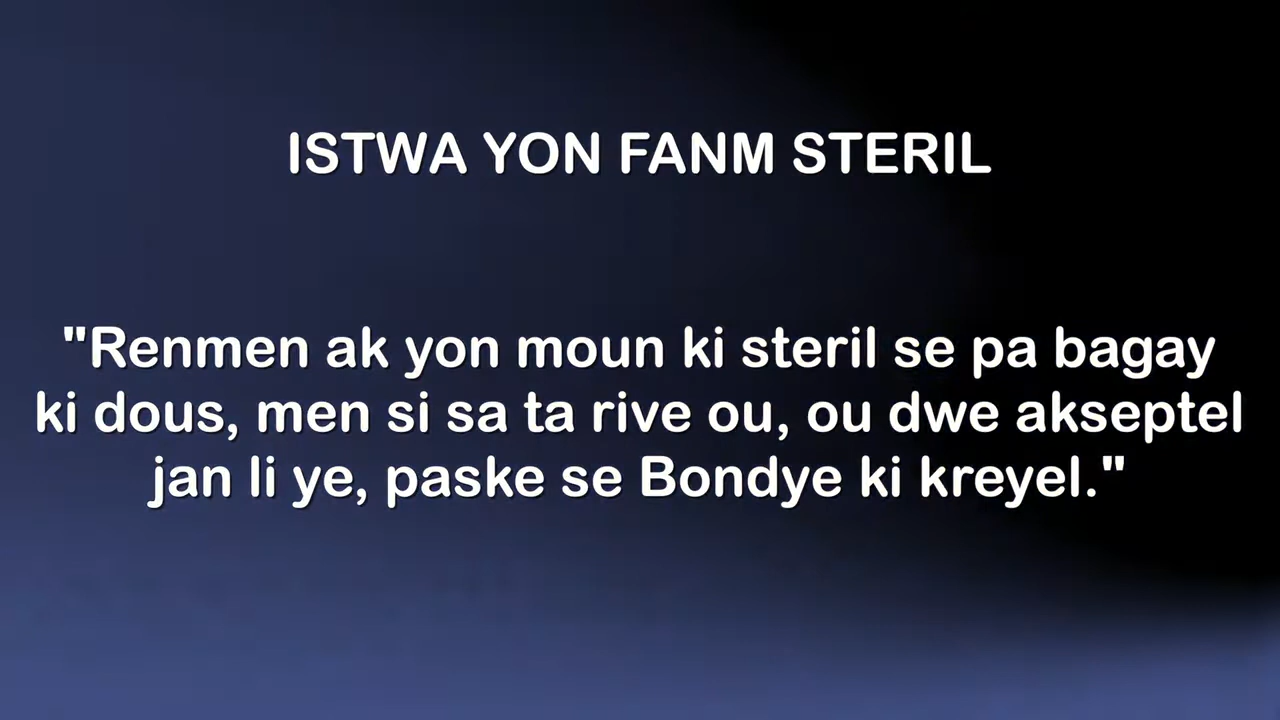 ISTWA YON FANM STERIL
"Renmen ak yon moun ki steril se pa bagay
ki dous, men si sa ta rive ou, ou dwe akseptel
jan li ye, paske se Bondye ki kreyel."